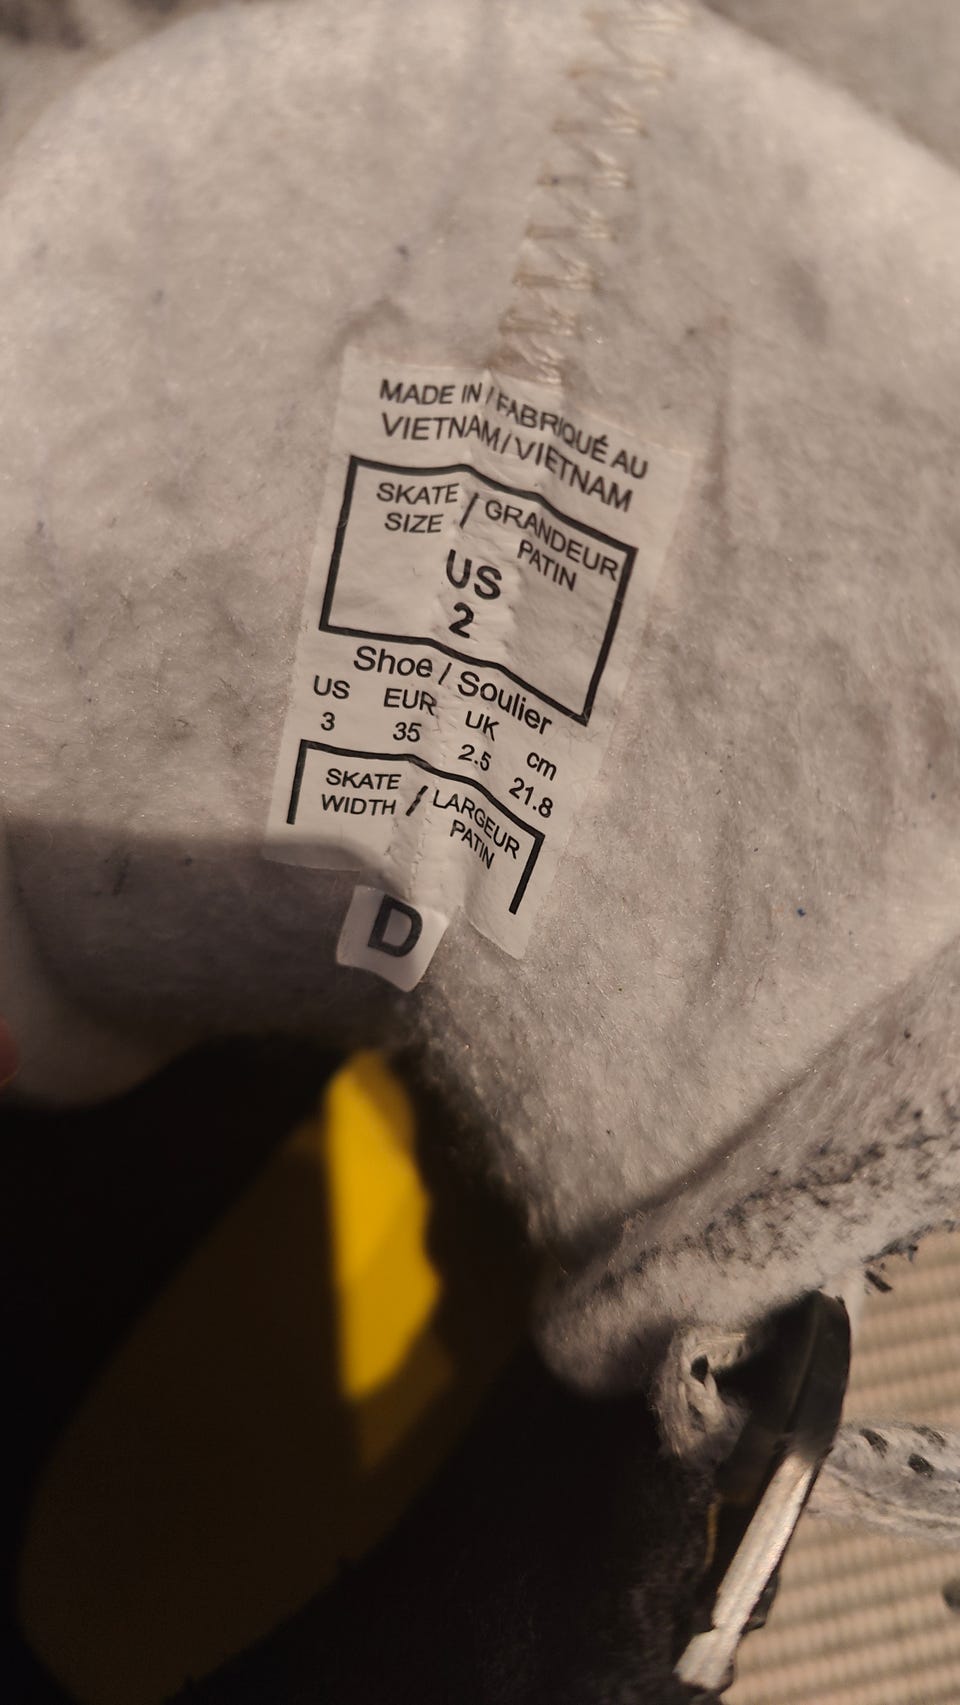 MADE IN / FABRIQUÉ AU
VIETNAM / VIETNAM
SKATE SIZE / GRANDEUR PATIN
US
2
Shoe / Soulier
US EUR UK cm
3 35 2.5 21.8
SKATE WIDTH / LARGEUR PATIN
D